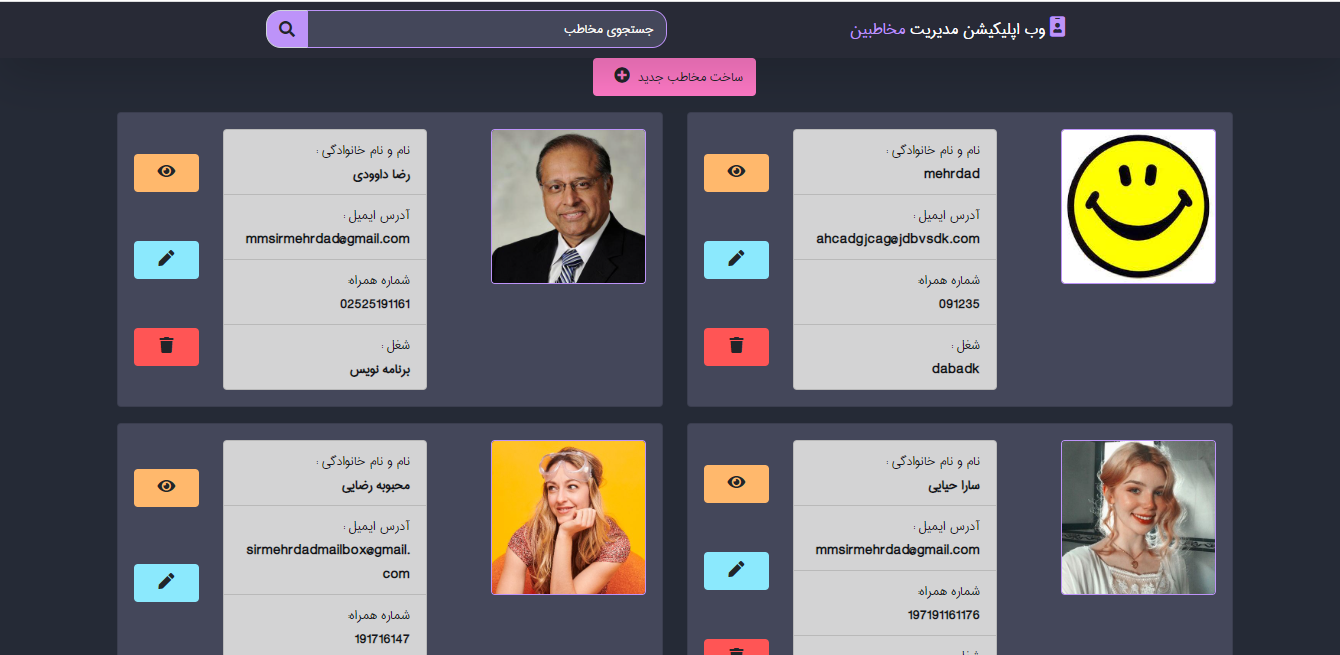 وب اپلیکیشن مدیریت مخاطبین
جستجوی مخاطب
ساخت مخاطب جدید
نام و نام خانوادگی :
mehrdad
آدرس ایمیل :
ahcadgjcag@jdbvsdk.com
شماره همراه:
091235
شغل :
dabadk
نام و نام خانوادگی :
رضا داوودی
آدرس ایمیل :
mmsirmehrdad@gmail.com
شماره همراه:
02525191161
شغل :
برنامه نویس
نام و نام خانوادگی :
سارا حیایی
آدرس ایمیل :
mmsirmehrdad@gmail.com
شماره همراه:
197191161176
شغل :
نام و نام خانوادگی :
محبوبه رضایی
آدرس ایمیل :
sirmehrdadmailbox@gmail.
com
شماره همراه:
191716147